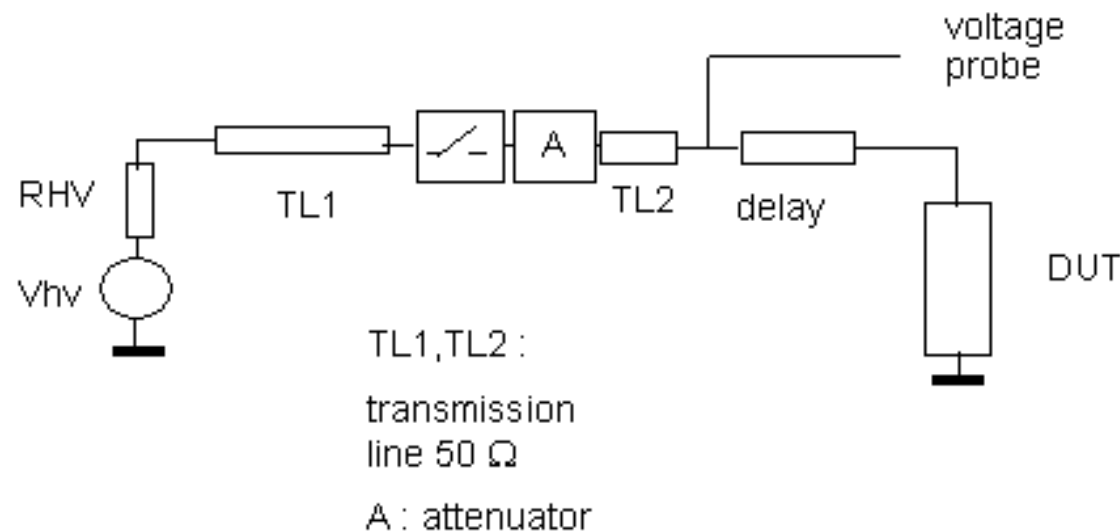 voltage
probe
A
RHV
TL1
TL2
delay
Vhv
DUT
TL1,TL2 :
transmission
line 50 Ω
A : attenuator